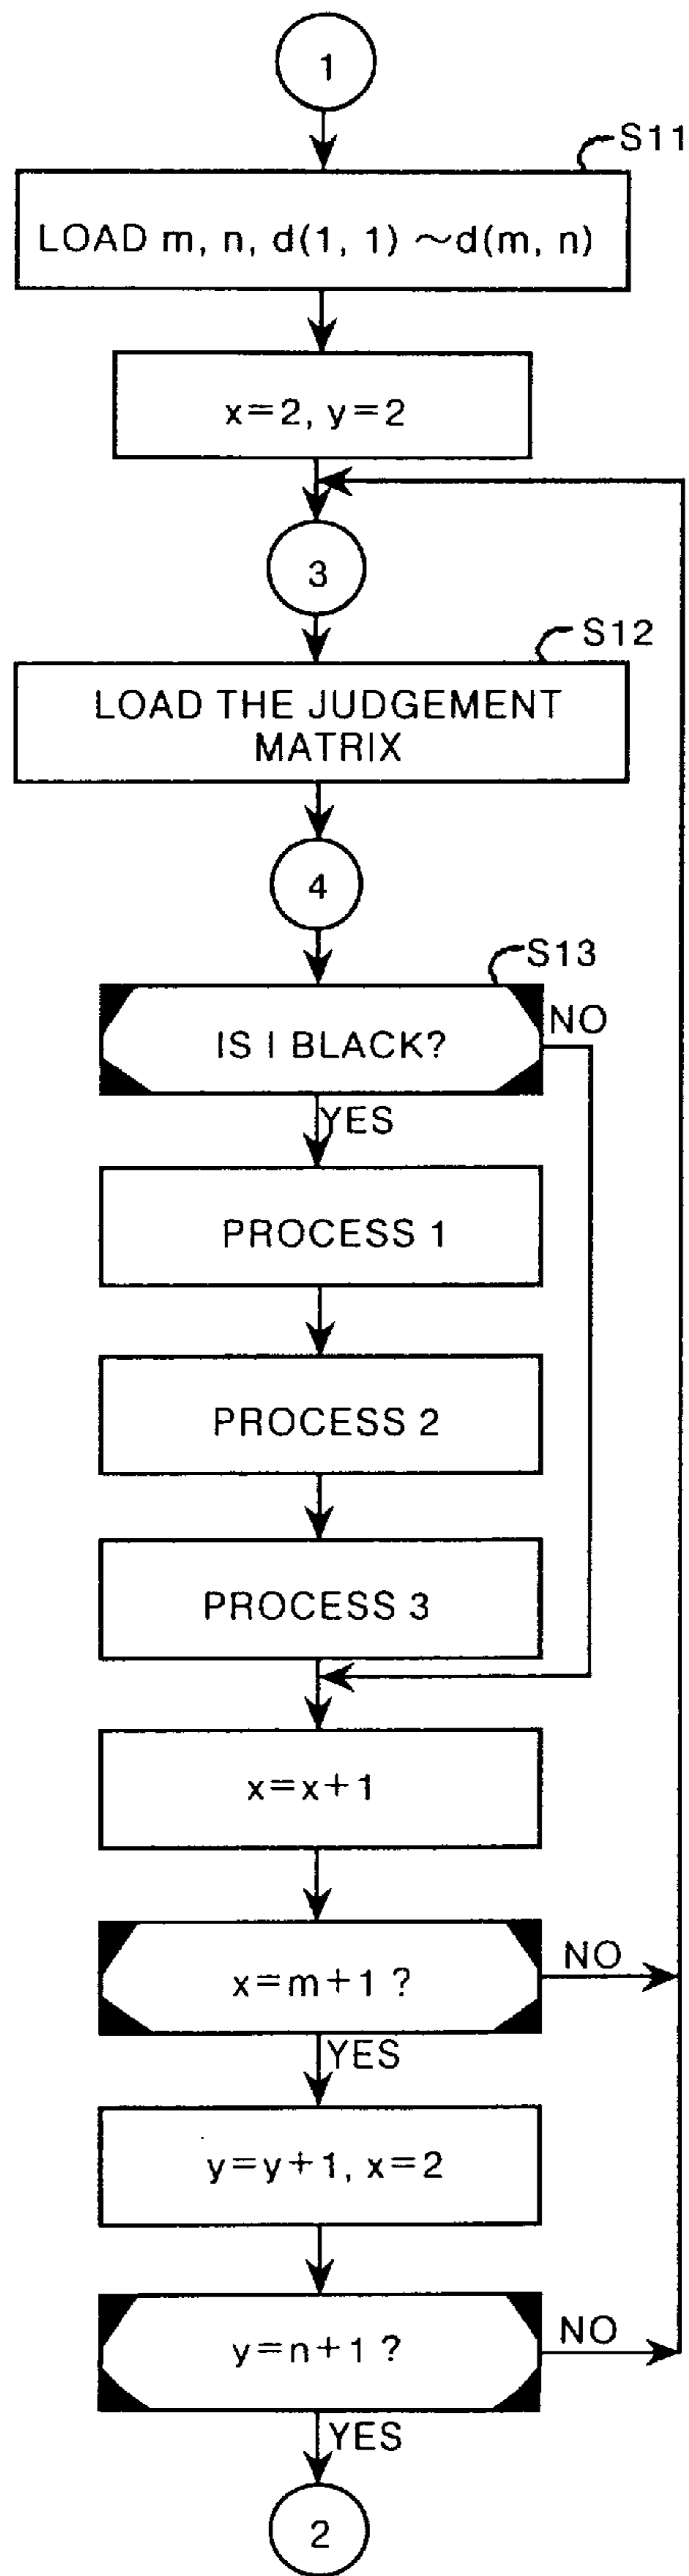 1
S11
LOAD m, n, d(1, 1) ~d(m, n)
x=2, y=2
3
S12
LOAD THE JUDGEMENT
MATRIX
4
S13
IS I BLACK?
NO
YES
PROCESS 1
PROCESS 2
PROCESS 3
x=x+1
x=m+1 ?
NO
YES
y=y+1, x=2
y=n+1 ?
NO
YES
2